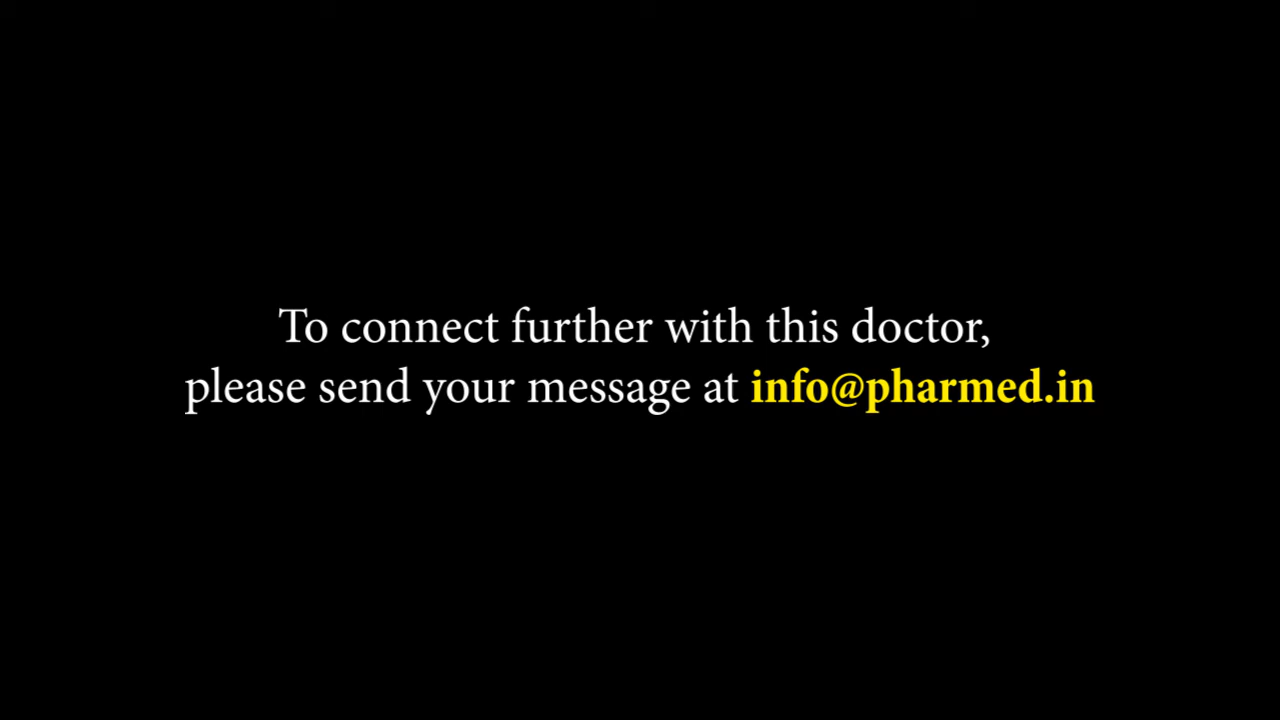 To connect further with this doctor,
please send your message at info@pharmed.in